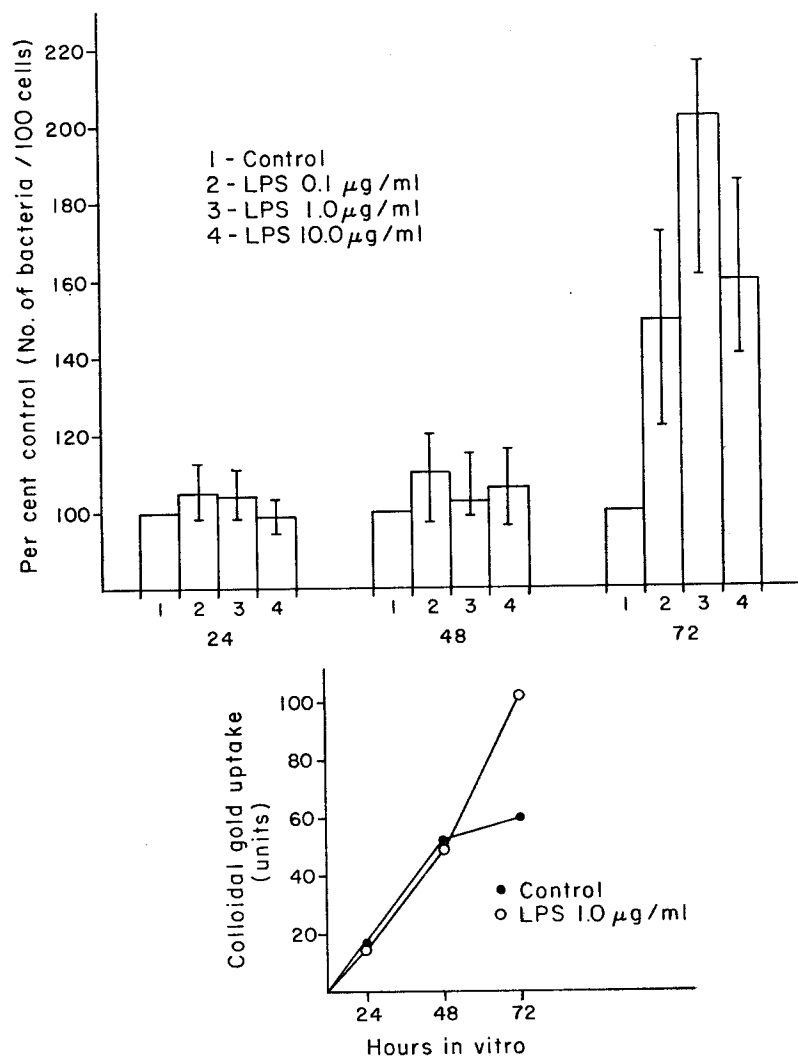 Per cent control (No. of bacteria / 100 cells)
220
200
180
160
140
120
100
1 - Control
2 - LPS 0.1 μg/ml
3 - LPS 1.0 μg/ml
4 - LPS 10.0 μg/ml
1 2 3 4 1 2 3 4 1 2 3 4
24 48 72
Colloidal gold uptake
(units)
100
80
60
40
20
Control
LPS 1.0 μg/ml
24 48 72
Hours in vitro